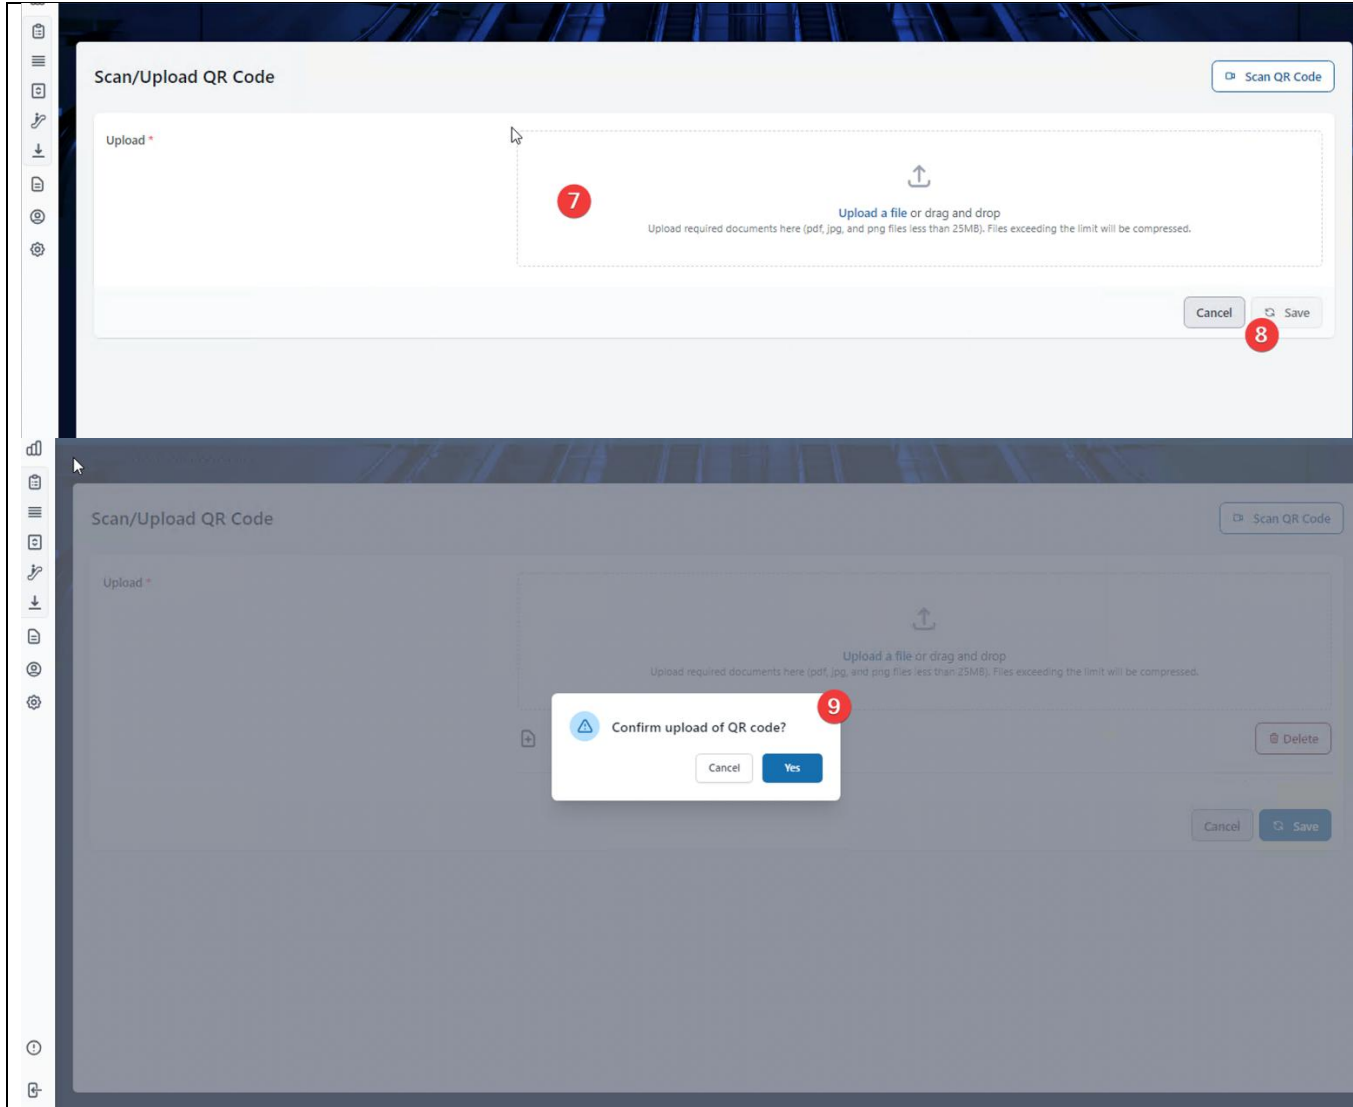 Scan/Upload QR Code
Scan QR Code
Upload *
7
Upload a file or drag and drop
Upload required documents here (pdf, jpg, and png files less than 25MB). Files exceeding the limit will be compressed.
Cancel
Save
8
Scan/Upload QR Code
Scan QR Code
Upload *
Upload a file or drag and drop
Upload required documents here (pdf, jpg, and png files less than 25MB). Files exceeding the limit will be compressed.
9
Confirm upload of QR code?
Cancel
Yes
Delete
Cancel
Save